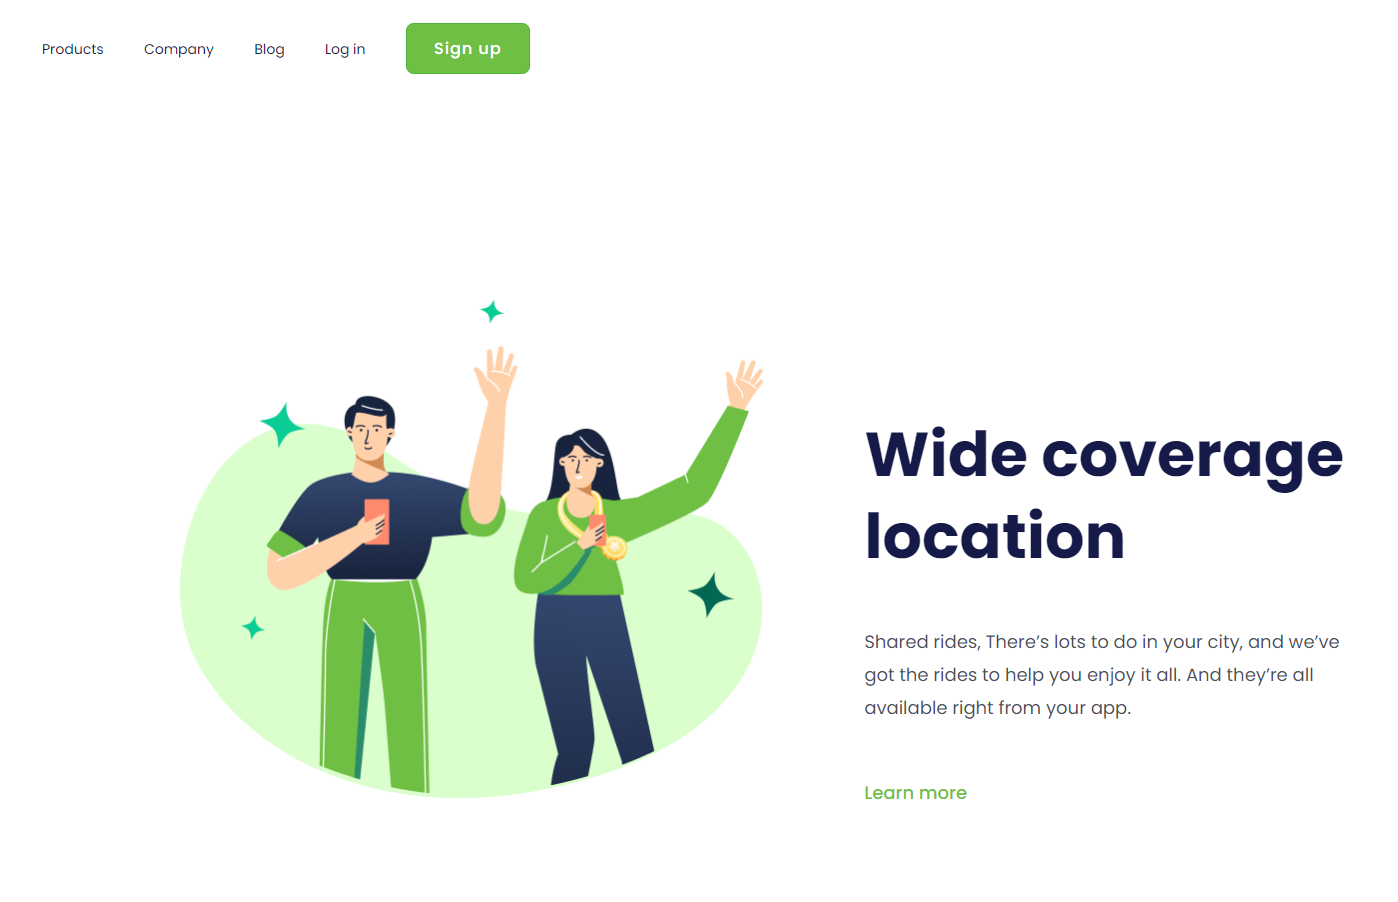 Products Company Blog Log in Sign up
Wide coverage
location
Shared rides, There’s lots to do in your city, and we’ve
got the rides to help you enjoy it all. And they’re all
available right from your app.
Learn more